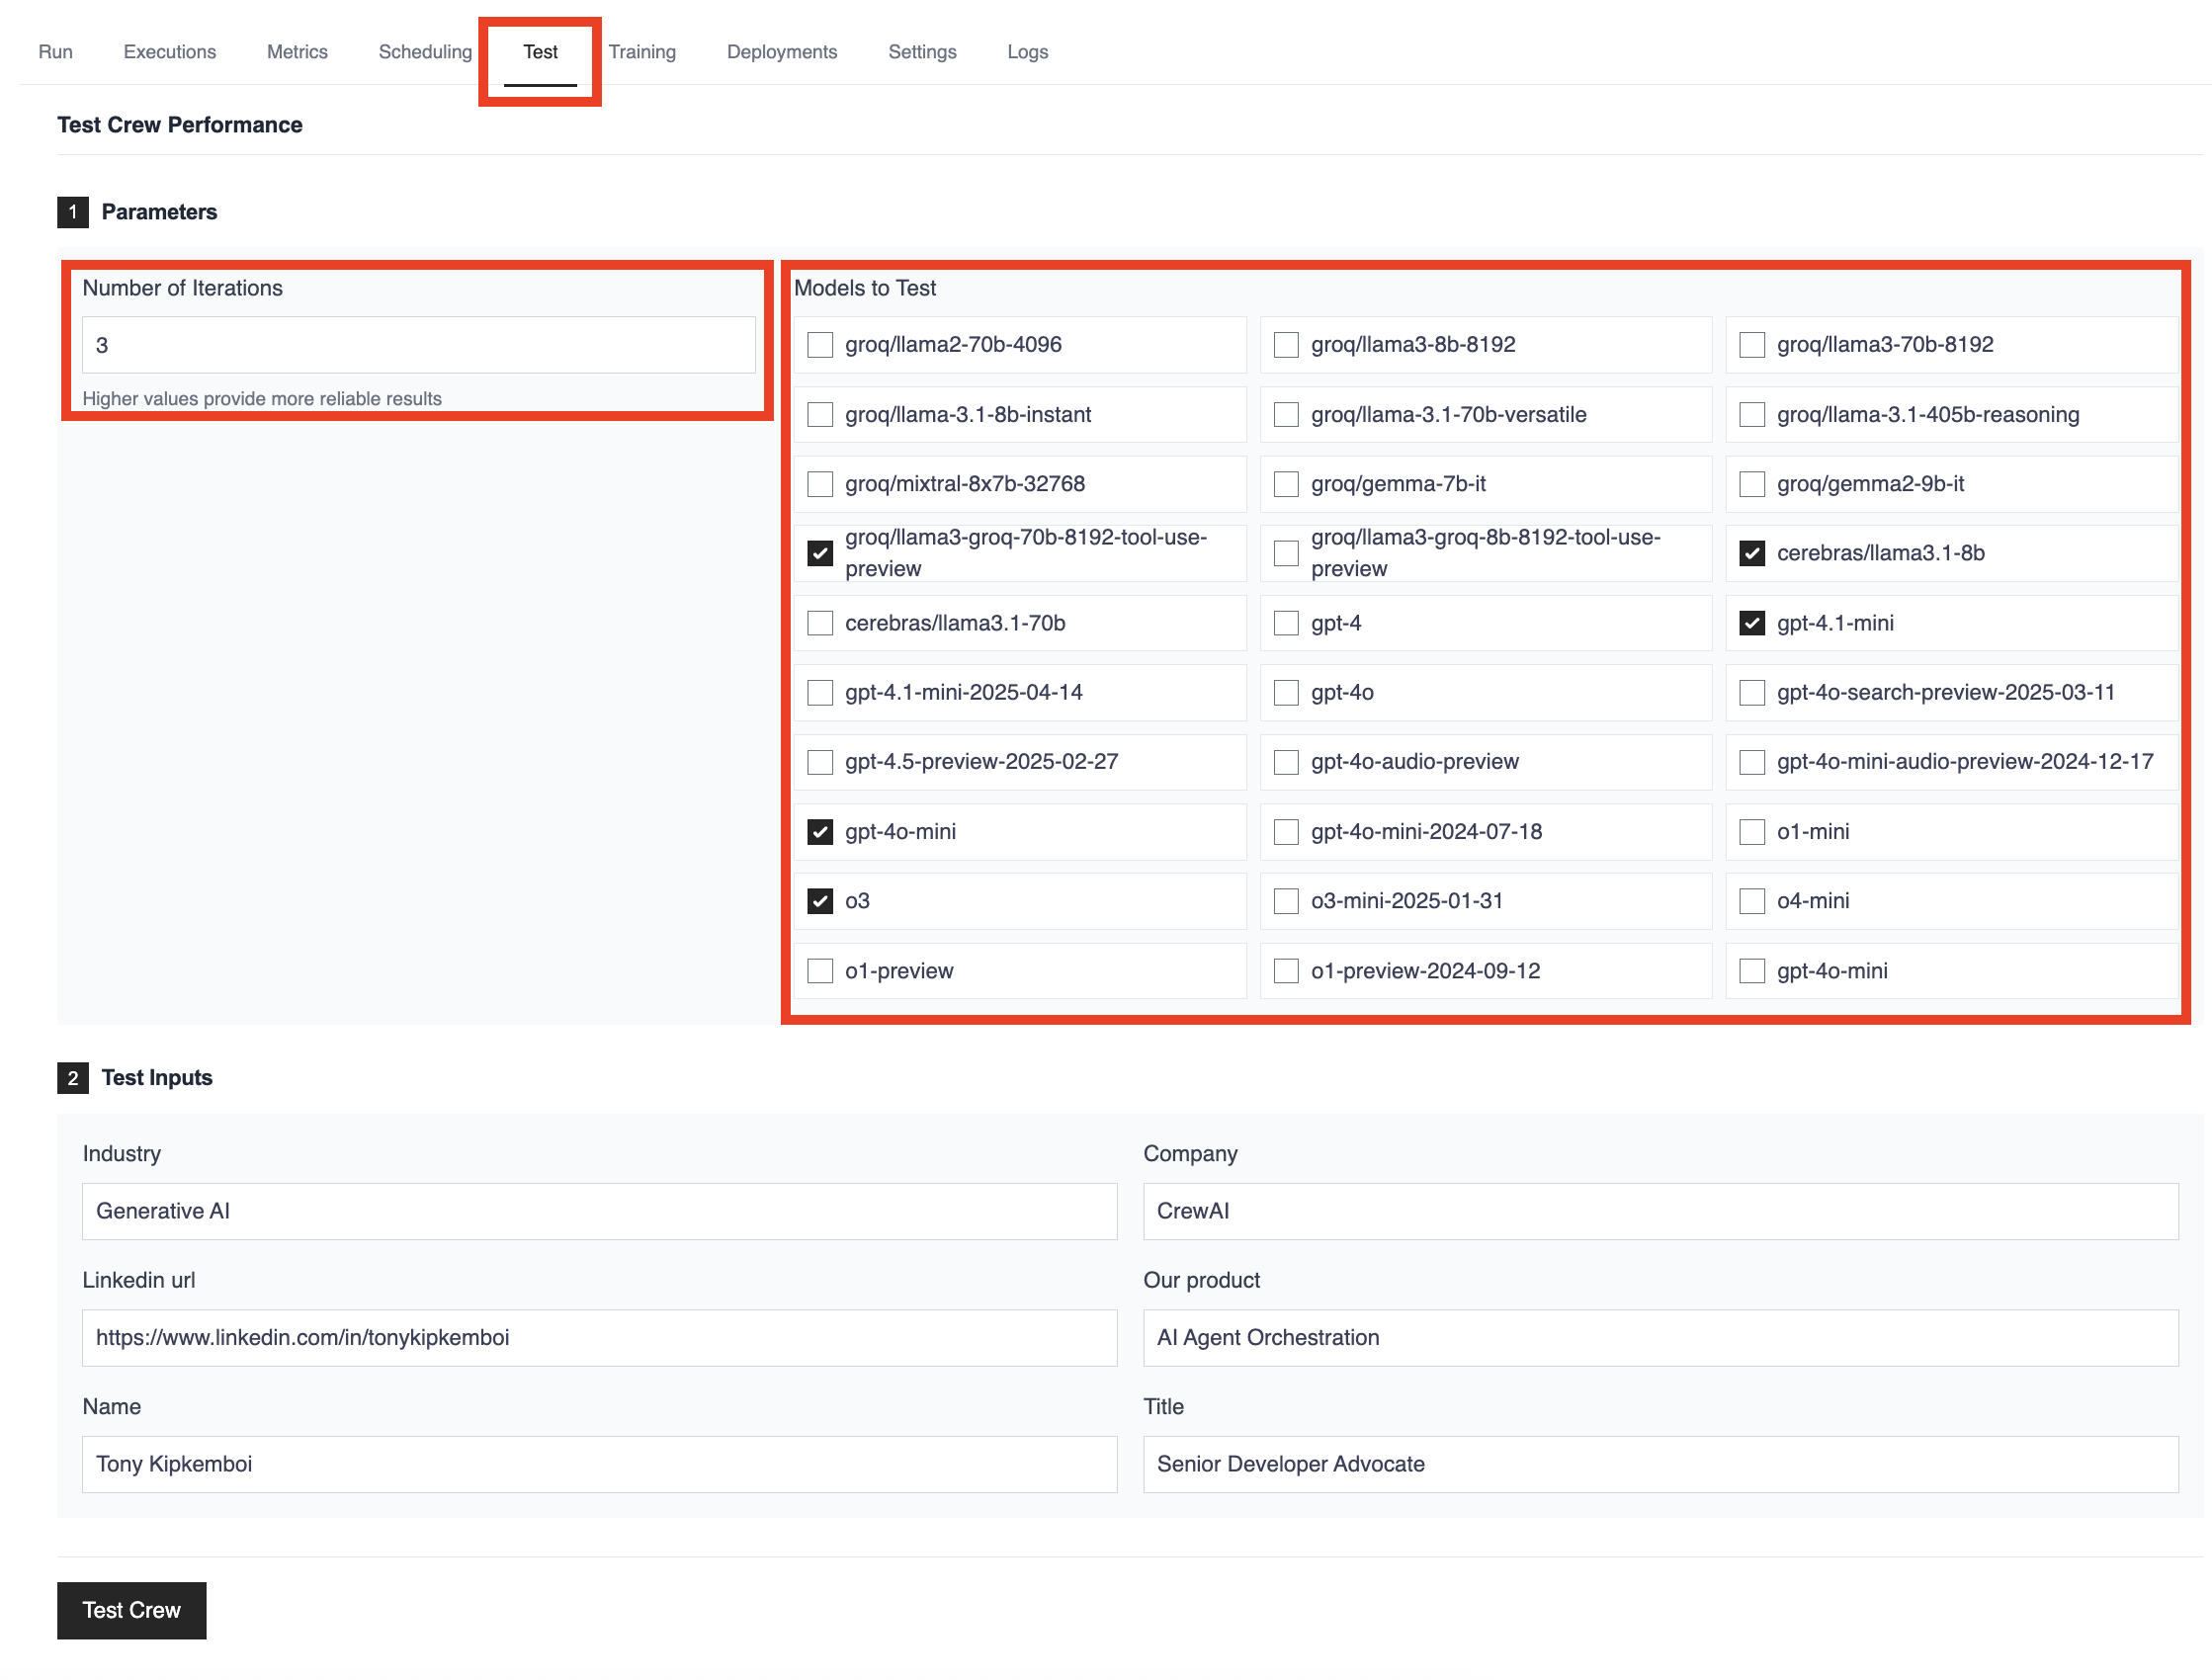 Run Executions Metrics Scheduling Test Training Deployments Settings Logs
Test Crew Performance
1 Parameters
Number of Iterations
3
Higher values provide more reliable results
Models to Test
groq/llama2-70b-4096
groq/llama3-8b-8192
groq/llama3-70b-8192
groq/llama-3.1-8b-instant
groq/llama-3.1-70b-versatile
groq/llama-3.1-405b-reasoning
groq/mixtral-8x7b-32768
groq/gemma-7b-it
groq/gemma2-9b-it
groq/llama3-groq-70b-8192-tool-use-
preview
groq/llama3-groq-8b-8192-tool-use-
preview
cerebras/llama3.1-8b
cerebras/llama3.1-70b
gpt-4
gpt-4.1-mini
gpt-4.1-mini-2025-04-14
gpt-4o
gpt-4o-search-preview-2025-03-11
gpt-4.5-preview-2025-02-27
gpt-4o-audio-preview
gpt-4o-mini-audio-preview-2024-12-17
gpt-4o-mini
gpt-4o-mini-2024-07-18
o1-mini
o3
o3-mini-2025-01-31
o4-mini
o1-preview
o1-preview-2024-09-12
gpt-4o-mini
2 Test Inputs
Industry
Generative AI
Company
CrewAI
Linkedin url
https://www.linkedin.com/in/tonykipkemboi
Our product
AI Agent Orchestration
Name
Tony Kipkemboi
Title
Senior Developer Advocate
Test Crew